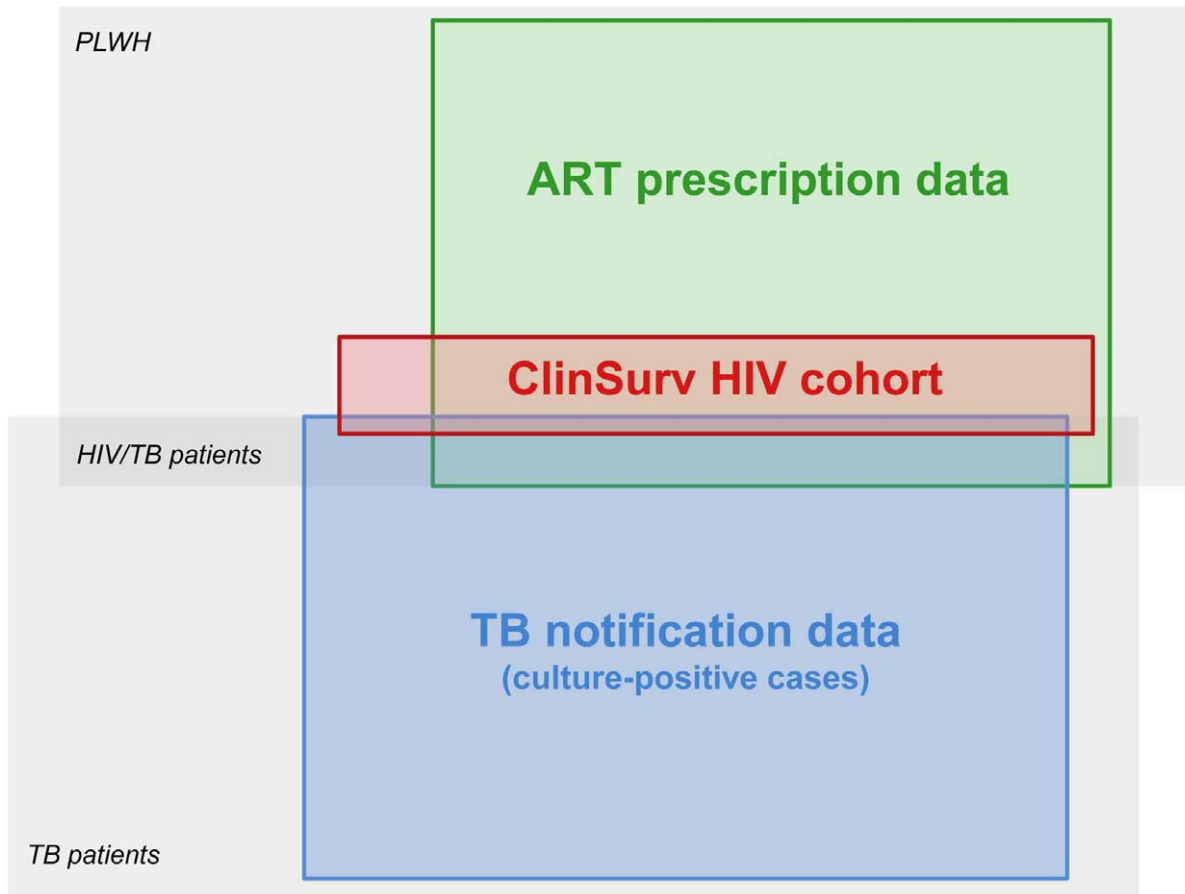 PLWH
ART prescription data
ClinSurv HIV cohort
HIV/TB patients
TB notification data
(culture-positive cases)
TB patients